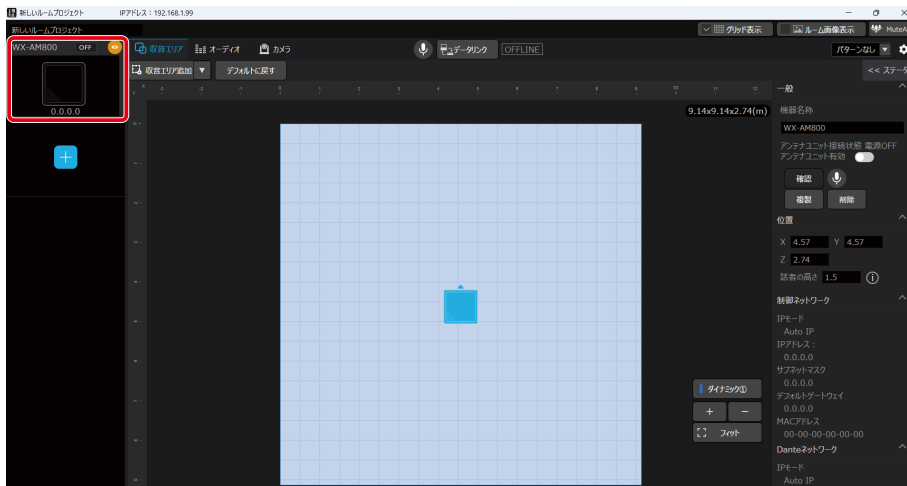 新しいルームプロジェクト IPアドレス : 192.168.1.99
新しいルームプロジェクト グリッド表示 ルーム画像表示 MuteA
WX-AM800 OFF 収音エリア オーディオ カメラ データリンク OFFLINE パターンなし
収音エリア追加 デフォルトに戻す << ステータ
0.0.0.0
9.14x9.14x2.74(m)
一般
機器名称
WX-AM800
アンテナユニット接続状態 電源OFF
アンテナユニット有効
確認
複製 削除
位置
X 4.57 Y 4.57
Z 2.74
話者の高さ 1.5
制御ネットワーク
IPモード
Auto IP
IPアドレス :
0.0.0.0
サブネットマスク
0.0.0.0
デフォルトゲートウェイ
0.0.0.0
MACアドレス
00-00-00-00-00-00
Danteネットワーク
IPモード
Auto IP
ダイナミック①
+ −
フィット